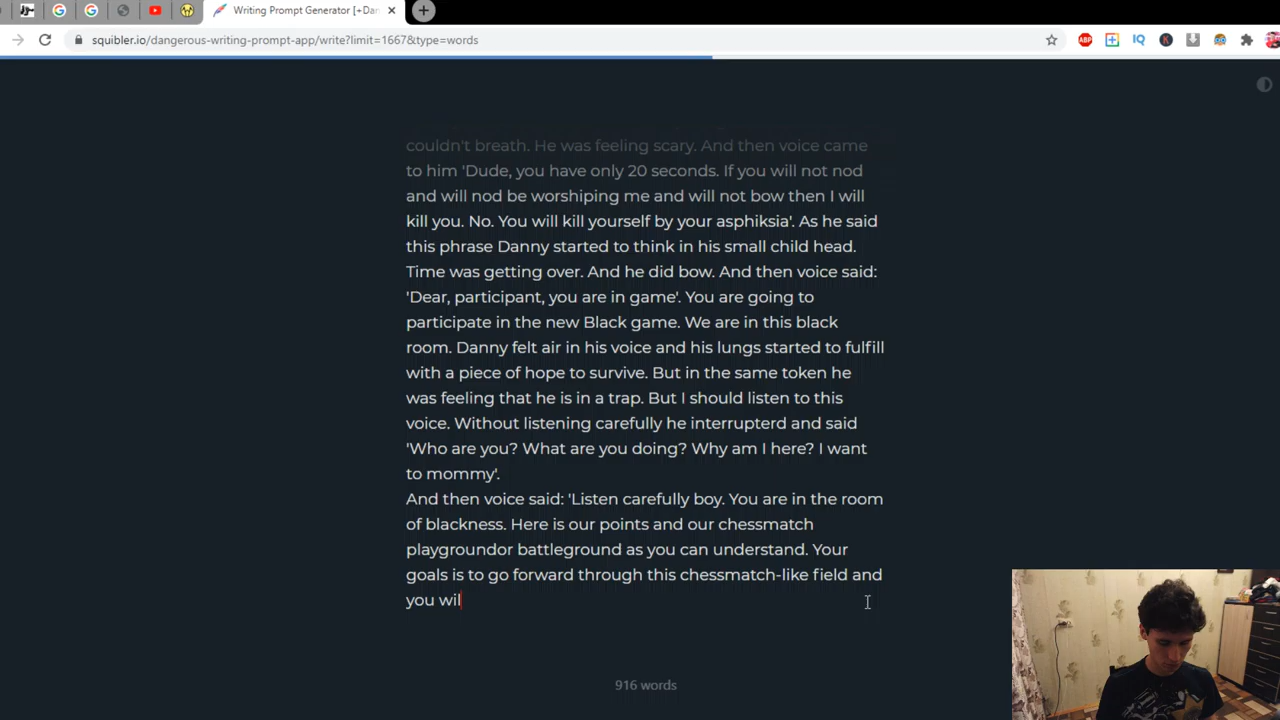 Writing Prompt Generator [+Dan
squibler.io/dangerous-writing-prompt-app/write?limit=1667&type=words
ABP
IQ
K
couldn't breath. He was feeling scary. And then voice came
to him 'Dude, you have only 20 seconds. If you will not nod
and will nod be worshiping me and will not bow then I will
kill you. No. You will kill yourself by your asphiksia'. As he said
this phrase Danny started to think in his small child head.
Time was getting over. And he did bow. And then voice said:
'Dear, participant, you are in game'. You are going to
participate in the new Black game. We are in this black
room. Danny felt air in his voice and his lungs started to fulfill
with a piece of hope to survive. But in the same token he
was feeling that he is in a trap. But I should listen to this
voice. Without listening carefully he interrupterd and said
'Who are you? What are you doing? Why am I here? I want
to mommy'.
And then voice said: 'Listen carefully boy. You are in the room
of blackness. Here is our points and our chessmatch
playgroundor battleground as you can understand. Your
goals is to go forward through this chessmatch-like field and
you wil
916 words